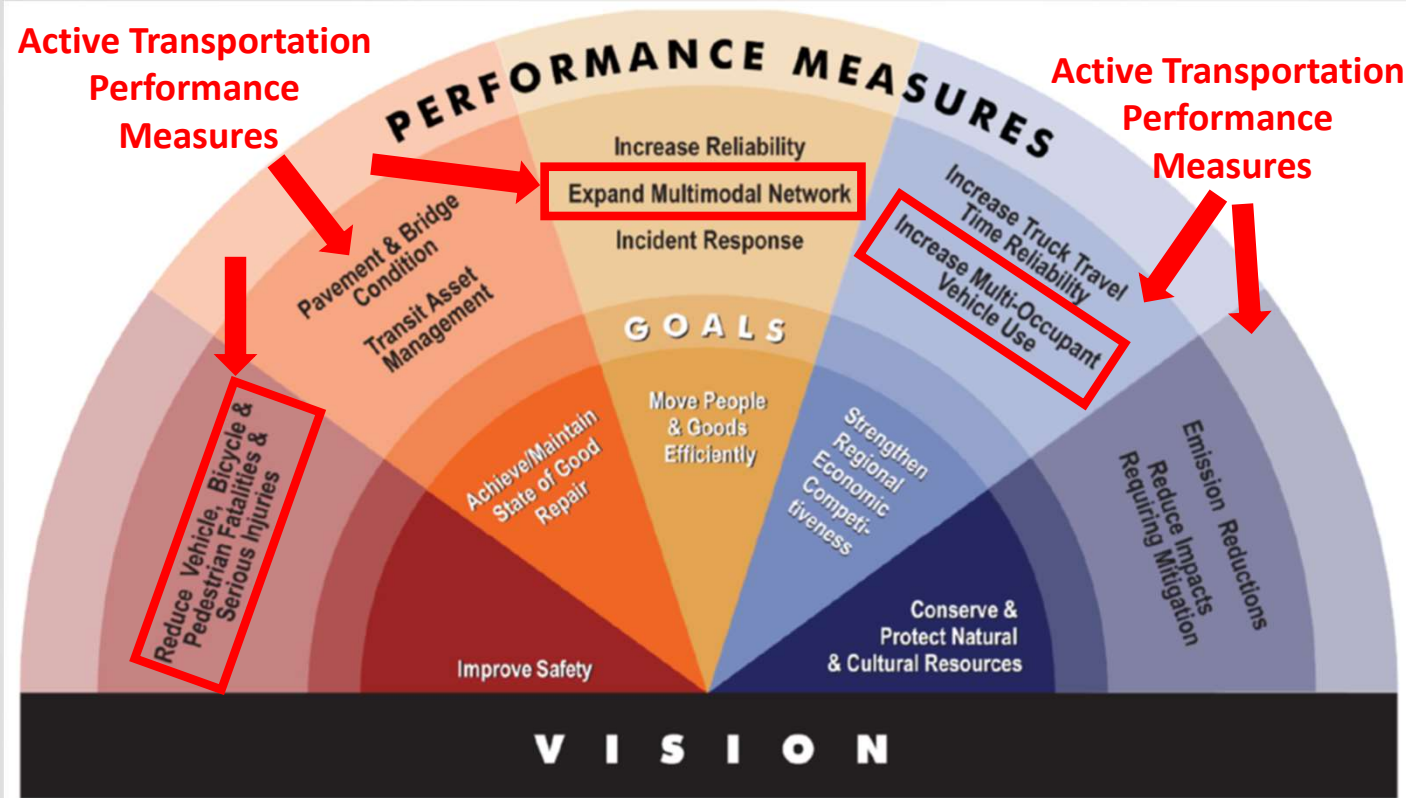 Active Transportation
Performance
Measures
Active Transportation
Performance
Measures
PERFORMANCE MEASURES
Reduce Vehicle, Bicycle &
Pedestrian Fatalities &
Serious Injuries
Pavement & Bridge
Condition
Transit Asset
Management
Increase Reliability
Expand Multimodal Network
Incident Response
Increase Truck Travel
Time Reliability
Increase Multi-Occupant
Vehicle Use
Emission Reductions
Reduce Impacts
Requiring Mitigation
GOALS
Improve Safety
Achieve/Maintain
State of Good
Repair
Move People
& Goods
Efficiently
Strengthen
Regional
Economic
Competi-
tiveness
Conserve &
Protect Natural
& Cultural Resources
VISION